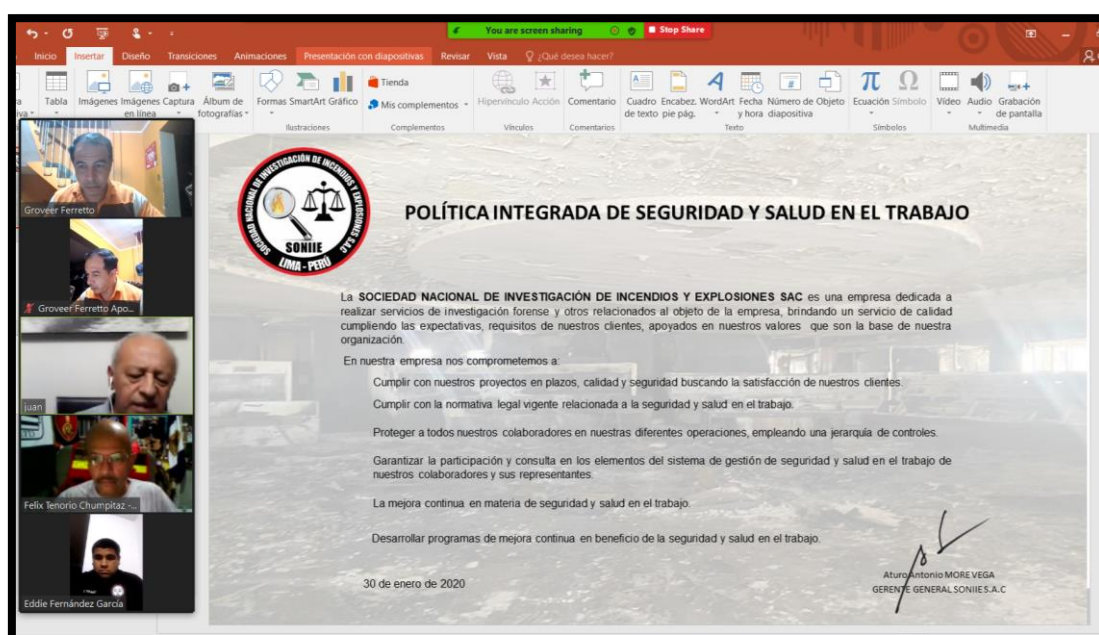 You are screen sharing
Stop Share
Inicio Insertar Diseño Transiciones Animaciones Presentación con diapositivas Revisar Vista ¿Qué desea hacer?
Tabla Imágenes Imágenes en línea Captura Álbum de fotografías Formas SmartArt Gráfico Tienda Mis complementos Hipervínculo Acción Comentario Cuadro de texto Encabez. pie pág. WordArt Fecha y hora Número de diapositiva Objeto Ecuación Símbolo Vídeo Audio Grabación de pantalla
Ilustraciones Complementos Vínculos Comentarios Texto Símbolos Multimedia
Groveer Ferretto
Groveer Ferretto Apo...
juan
Felix Tenorio Chumpitaz -...
Eddie Fernández García
SOCIEDAD NACIONAL DE INVESTIGACIÓN DE INCENDIOS Y EXPLOSIONES S.A.C
SONIIE
LIMA - PERÚ
POLÍTICA INTEGRADA DE SEGURIDAD Y SALUD EN EL TRABAJO
La SOCIEDAD NACIONAL DE INVESTIGACIÓN DE INCENDIOS Y EXPLOSIONES SAC es una empresa dedicada a
realizar servicios de investigación forense y otros relacionados al objeto de la empresa, brindando un servicio de calidad
cumpliendo las expectativas, requisitos de nuestros clientes, apoyados en nuestros valores que son la base de nuestra
organización.
En nuestra empresa nos comprometemos a:
Cumplir con nuestros proyectos en plazos, calidad y seguridad buscando la satisfacción de nuestros clientes.
Cumplir con la normativa legal vigente relacionada a la seguridad y salud en el trabajo.
Proteger a todos nuestros colaboradores en nuestras diferentes operaciones, empleando una jerarquía de controles.
Garantizar la participación y consulta en los elementos del sistema de gestión de seguridad y salud en el trabajo de
nuestros colaboradores y sus representantes.
La mejora continua en materia de seguridad y salud en el trabajo.
Desarrollar programas de mejora continua en beneficio de la seguridad y salud en el trabajo.
30 de enero de 2020
Aturo Antonio MORE VEGA
GERENTE GENERAL SONIIE S.A.C